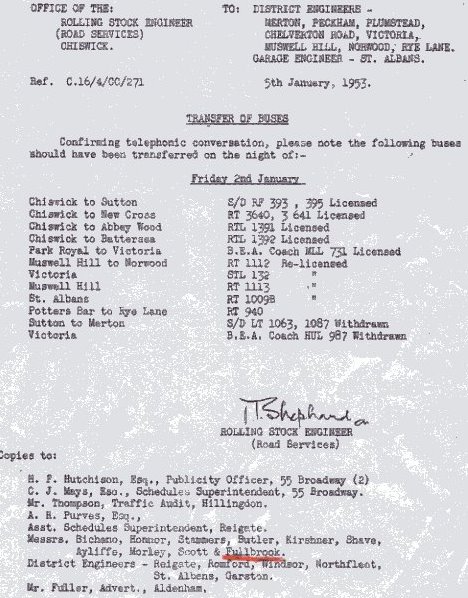 OFFICE OF THE: TO: DISTRICT ENGINEERS -
ROLLING STOCK ENGINEER MERTON, PECKHAM, PLUMSTEAD,
(ROAD SERVICES) CHELVERTON ROAD, VICTORIA,
CHISWICK. MUSWELL HILL, NORWOOD, RYE LANE.
GARAGE ENGINEER - ST. ALBANS.
Ref. C.16/4/CC/271 5th January, 1953.
TRANSFER OF BUSES
Confirming telephonic conversation, please note the following buses
should have been transferred on the night of:-
Friday 2nd January
Chiswick to Sutton S/D RF 393 , 395 Licensed
Chiswick to New Cross RT 3640, 3 641 Licensed
Chiswick to Abbey Wood RTL 1391 Licensed
Chiswick to Battersea RTL 1392 Licensed
Park Royal to Victoria B.E.A. Coach MLL 731 Licensed
Muswell Hill to Norwood RT 1112 Re-licensed
Victoria STL 132 "
Muswell Hill RT 1113 "
St. Albans RT 1009B "
Potters Bar to Rye Lane RT 940
Sutton to Merton S/D LT 1063, 1087 Withdrawn
Victoria B.E.A. Coach HUL 987 Withdrawn
T. Shephard
ROLLING STOCK ENGINEER
(Road Services)
Copies to:
H. F. Hutchison, Esq., Publicity Officer, 55 Broadway (2)
C. J. Mays, Esq., Schedules Superintendent, 55 Broadway.
Mr. Thompson, Traffic Audit, Hillingdon.
A. R. Purves, Esq.,
Asst. Schedules Superintendent, Reigate.
Messrs. Bichano, Honnor, Stammers, Butler, Kirshner, Shave,
Ayliffe, Morley, Scott & Fullbrook.
District Engineers - Reigate, Romford, Windsor, Northfleet,
St. Albans, Garston.
Mr. Fuller, Advert., Aldenham.